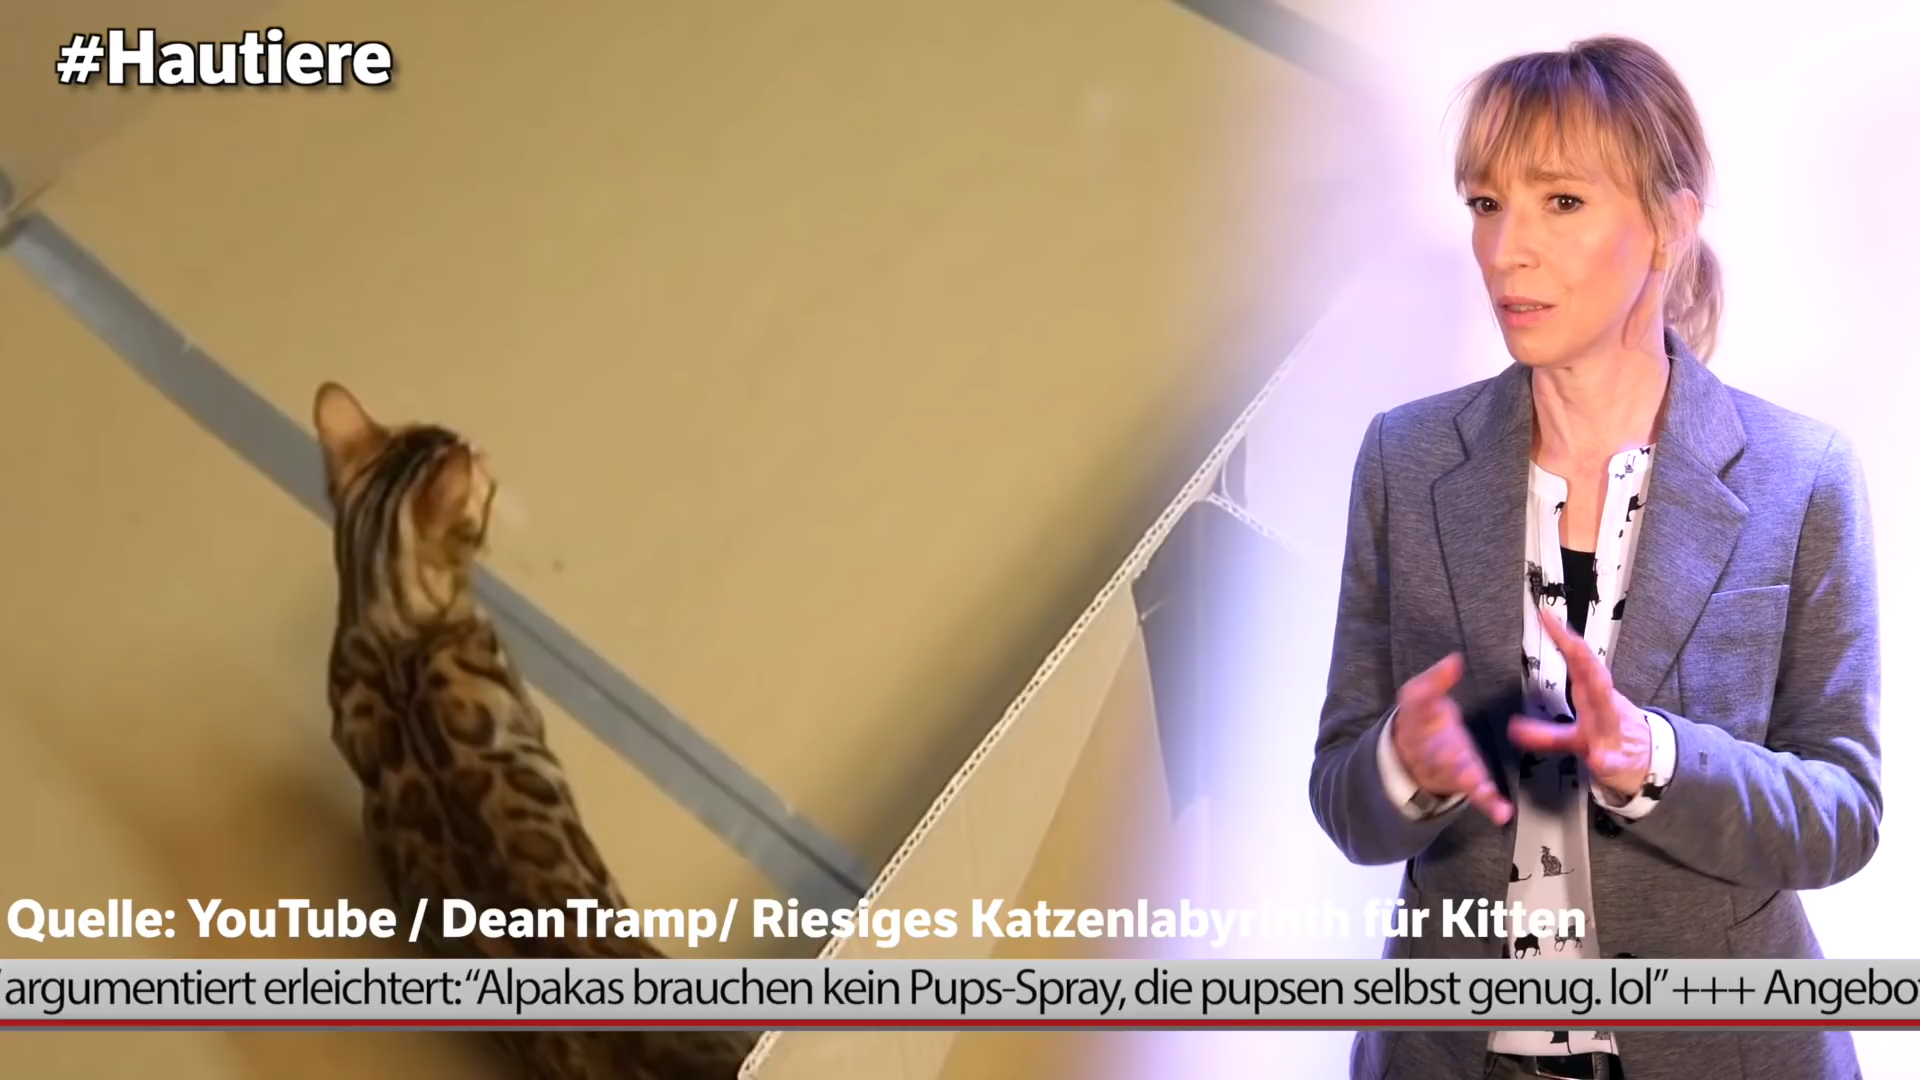 #Hautiere
Quelle: YouTube / DeanTramp/ Riesiges Katzenlabyrinth für Kitten
argumentiert erleichtert:“Alpakas brauchen kein Pups-Spray, die pupsen selbst genug. lol” +++ Angebo